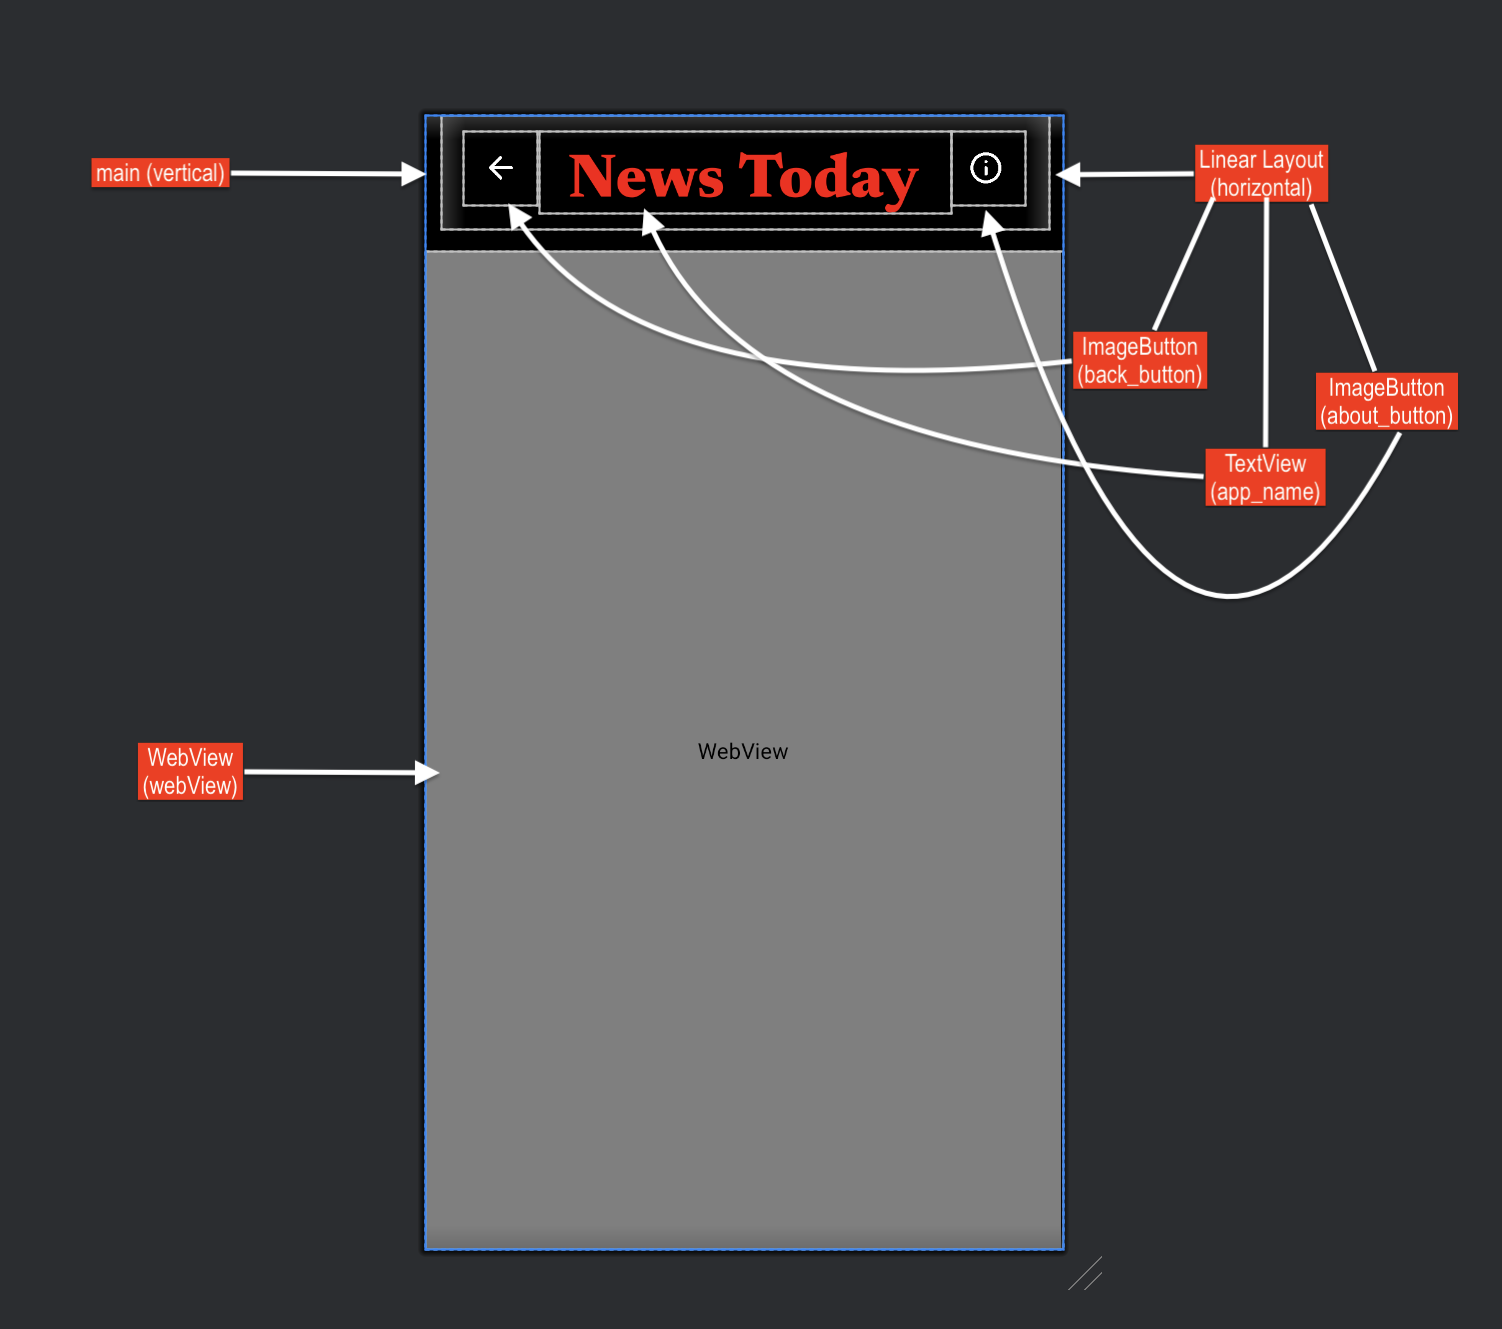 News Today
main (vertical)
Linear Layout
(horizontal)
ImageButton
(back_button)
ImageButton
(about_button)
TextView
(app_name)
WebView
WebView
(webView)